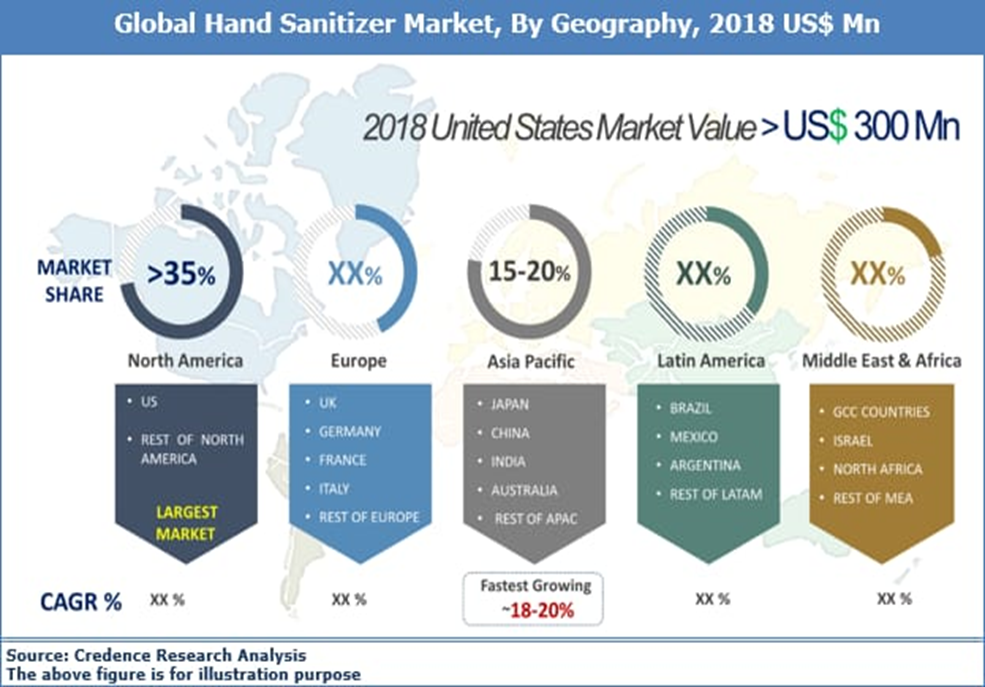 Global Hand Sanitizer Market, By Geography, 2018 US$ Mn
2018 United States Market Value > US$ 300 Mn
MARKET
SHARE
>35%
XX%
15-20%
XX%
XX%
North America
Europe
Asia Pacific
Latin America
Middle East & Africa
• US
• REST OF NORTH
AMERICA
LARGEST
MARKET
• UK
• GERMANY
• FRANCE
• ITALY
• REST OF EUROPE
• JAPAN
• CHINA
• INDIA
• AUSTRALIA
• REST OF APAC
• BRAZIL
• MEXICO
• ARGENTINA
• REST OF LATAM
• GCC COUNTRIES
• ISRAEL
• NORTH AFRICA
• REST OF MEA
CAGR %
XX %
XX %
Fastest Growing
~18-20%
XX %
XX %
Source: Credence Research Analysis
The above figure is for illustration purpose